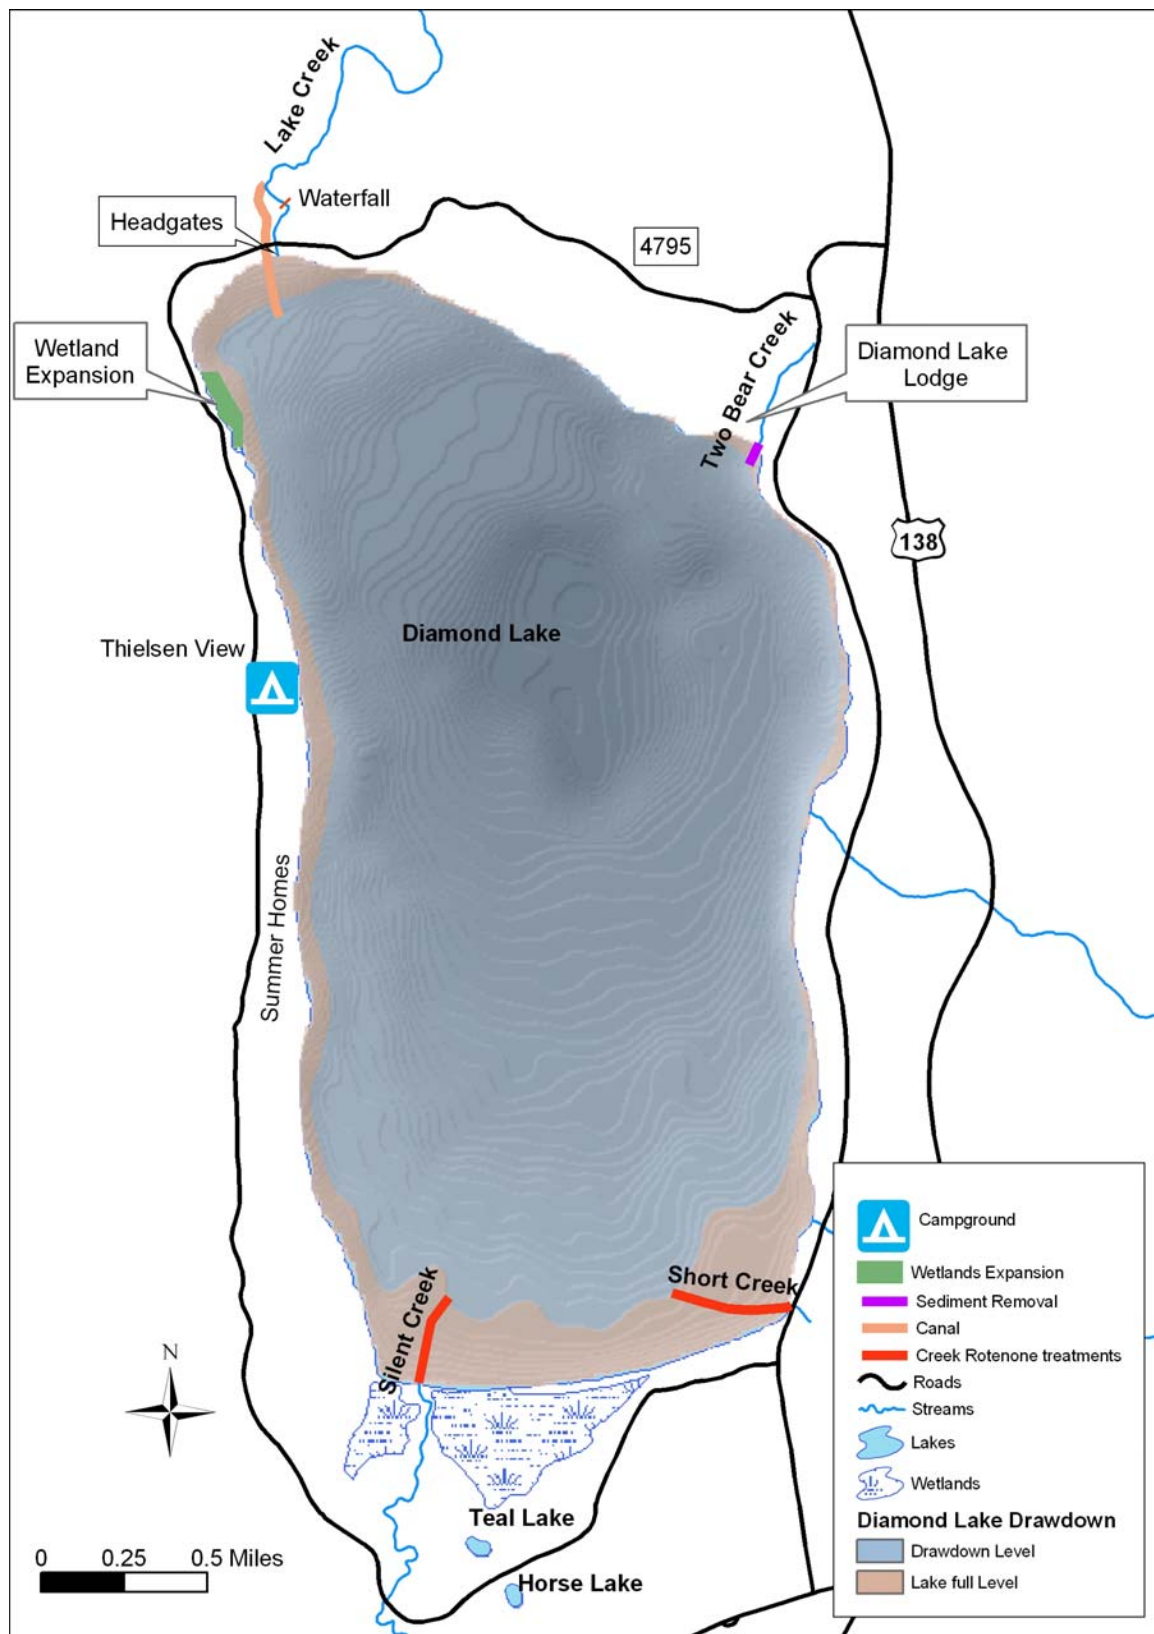 Lake Creek
Waterfall
Headgates
4795
Wetland
Expansion
Two Bear Creek
Diamond Lake
Lodge
138
Diamond Lake
Thielsen View
Summer Homes
Short Creek
Silent Creek
N
Teal Lake
Horse Lake
0 0.25 0.5 Miles
Campground
Wetlands Expansion
Sediment Removal
Canal
Creek Rotenone treatments
Roads
Streams
Lakes
Wetlands
Diamond Lake Drawdown
Drawdown Level
Lake full Level